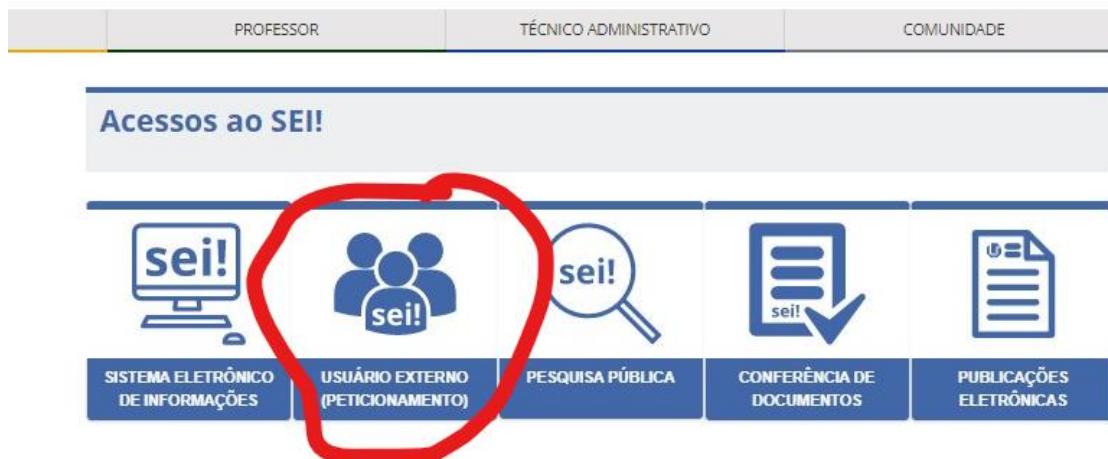 PROFESSOR TÉCNICO ADMINISTRATIVO COMUNIDADE
Acessos ao SEI!
sei! sei! sei! sei!
SISTEMA ELETRÔNICO USUÁRIO EXTERNO PESQUISA PÚBLICA CONFERÊNCIA DE PUBLICAÇÕES
DE INFORMAÇÕES (PETICIONAMENTO) DOCUMENTOS ELETRÔNICAS